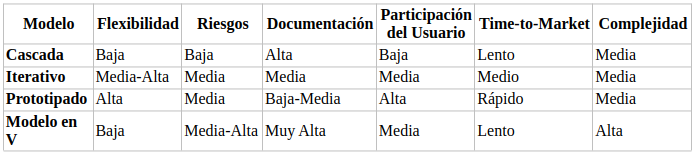 Modelo Flexibilidad Riesgos Documentación Participación del Usuario Time-to-Market Complejidad
Cascada Baja Baja Alta Baja Lento Media
Iterativo Media-Alta Media Media Media Medio Media
Prototipado Alta Media Baja-Media Alta Rápido Media
Modelo en V Baja Media-Alta Muy Alta Media Lento Alta